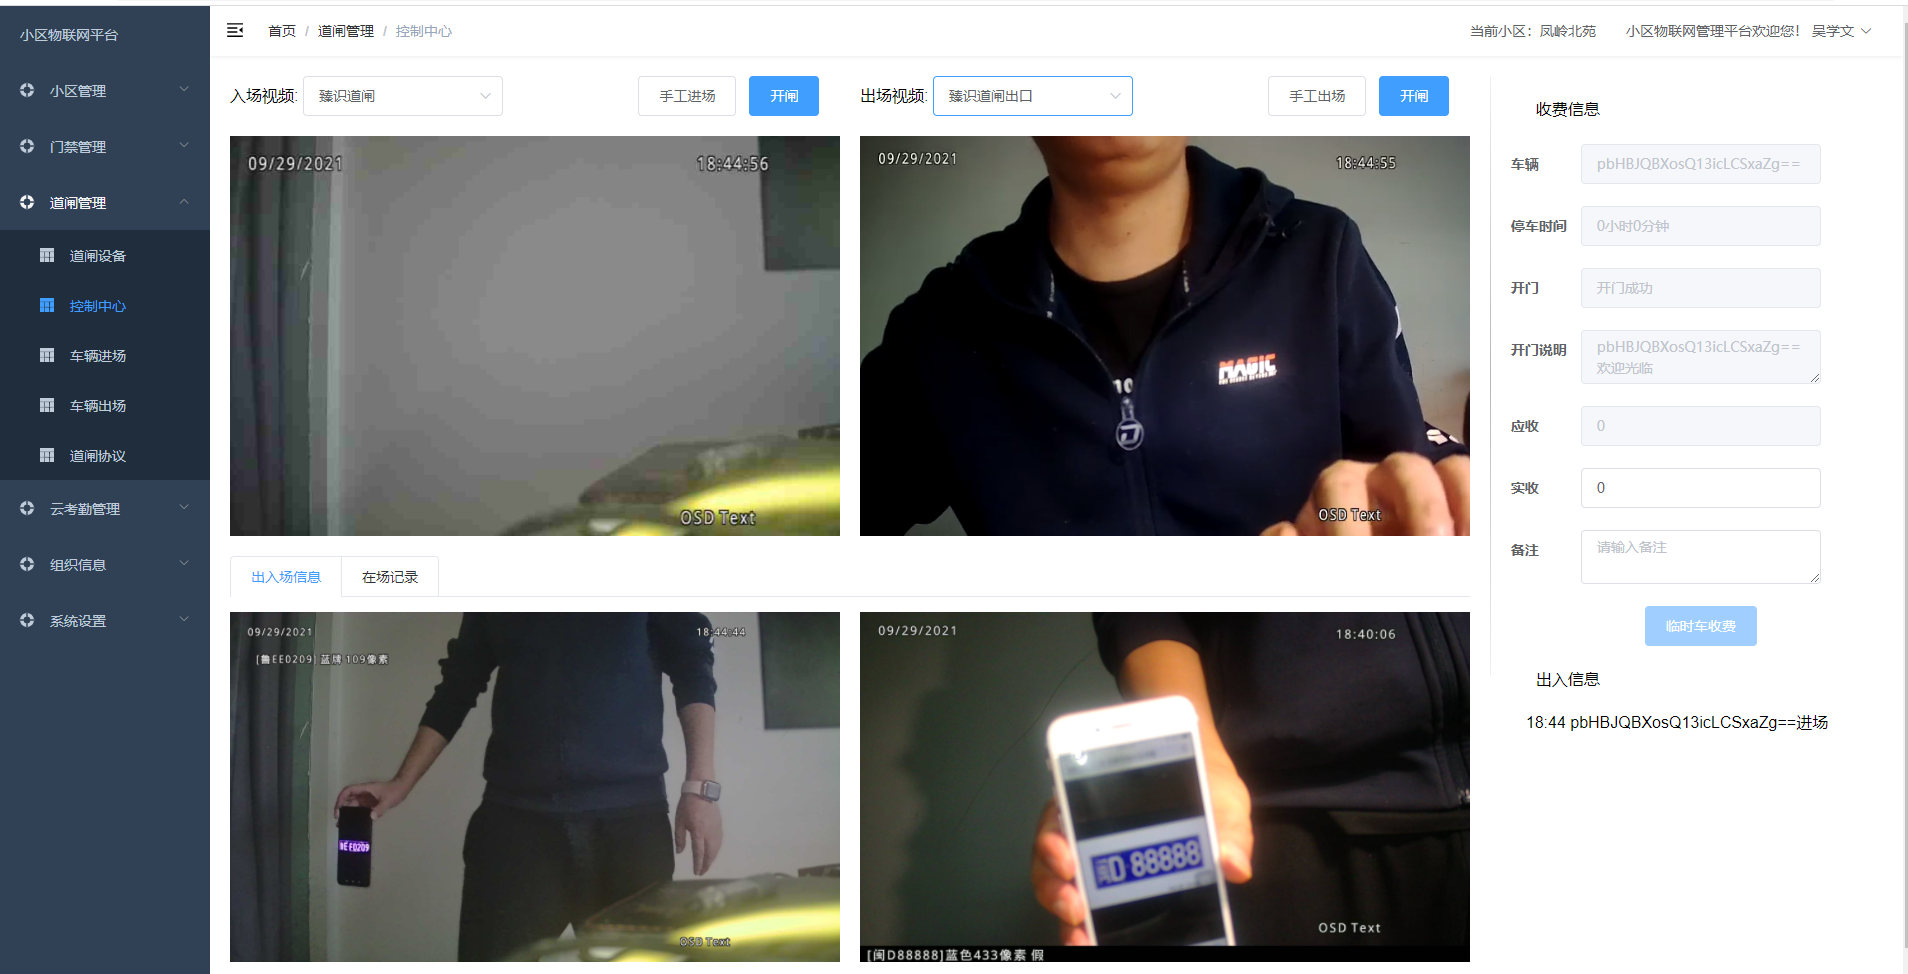 小区物联网平台
首页 / 道闸管理 / 控制中心
当前小区：凤岭北苑
小区物联网管理平台欢迎您！ 吴学文
小区管理
门禁管理
道闸管理
道闸设备
控制中心
车辆进场
车辆出场
道闸协议
云考勤管理
组织信息
系统设置
入场视频: 臻识道闸
手工进场
开闸
出场视频: 臻识道闸出口
手工出场
开闸
09/29/2021 18:44:56
OSD Text
09/29/2021 18:44:55
MAGIC
OSD Text
出入场信息
在场记录
09/29/2021 18:44:44
[鲁EE0209] 蓝牌 109像素
EE0209
OSD Text
09/29/2021 18:40:06
闽D·88888
OSD Text
[闽D88888]蓝色433像素 假
收费信息
车辆 pbHBJQBXosQ13icLCSxaZg==
停车时间 0小时0分钟
开门 开门成功
开门说明 pbHBJQBXosQ13icLCSxaZg==
欢迎光临
应收 0
实收 0
备注 请输入备注
临时车收费
出入信息
18:44 pbHBJQBXosQ13icLCSxaZg==进场